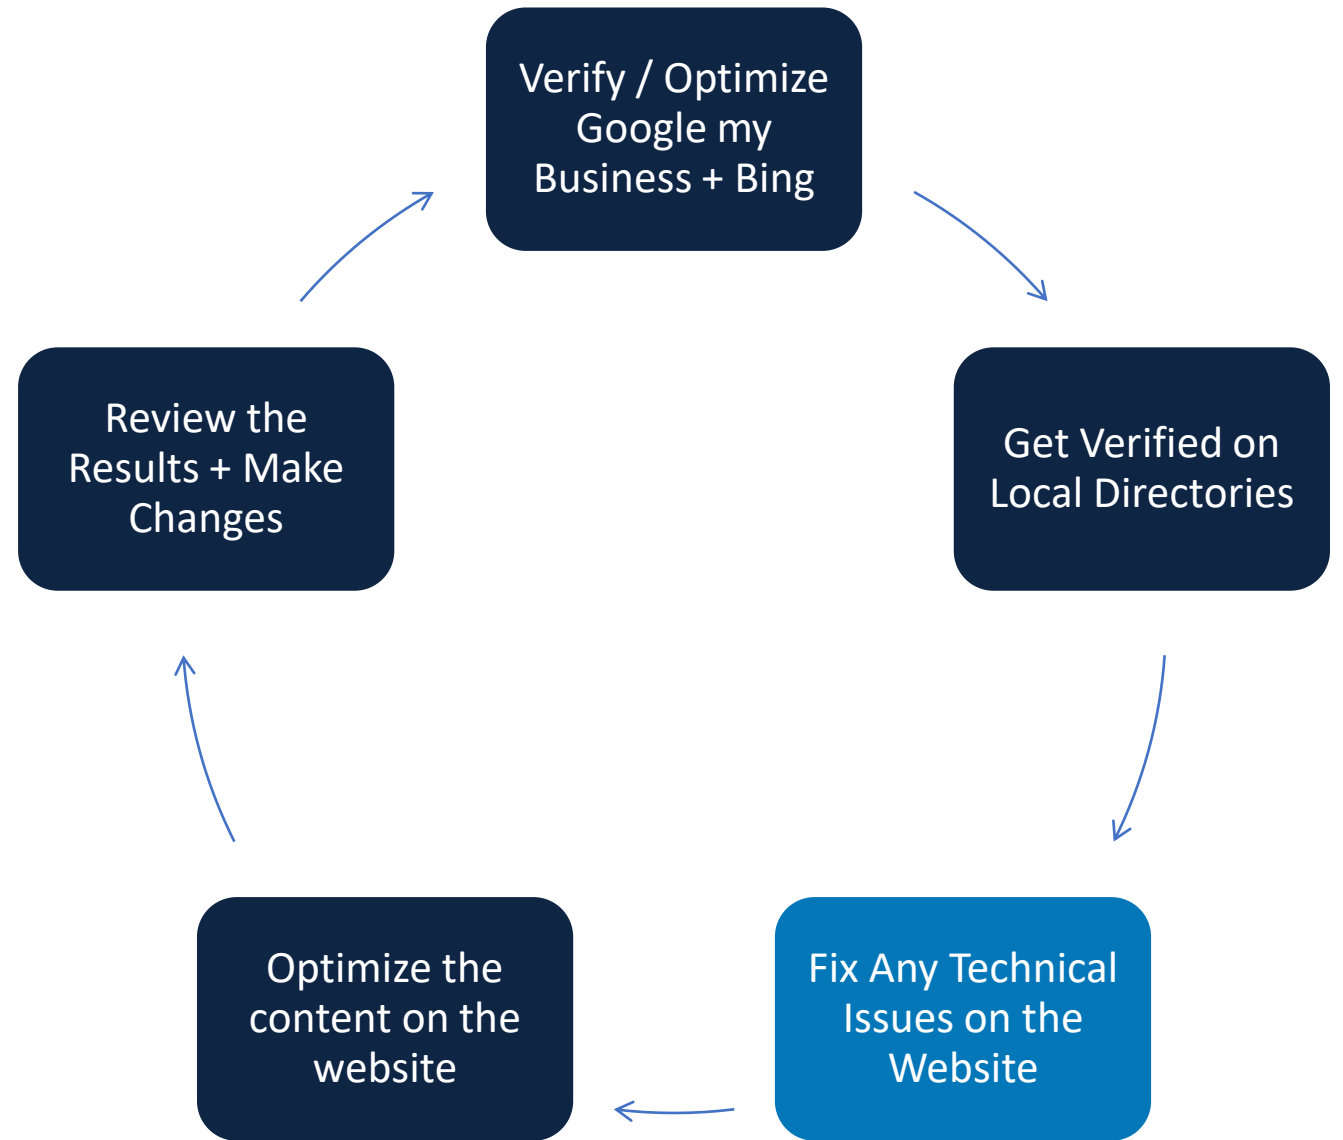 Verify / Optimize
Google my
Business + Bing
Get Verified on
Local Directories
Fix Any Technical
Issues on the
Website
Optimize the
content on the
website
Review the
Results + Make
Changes